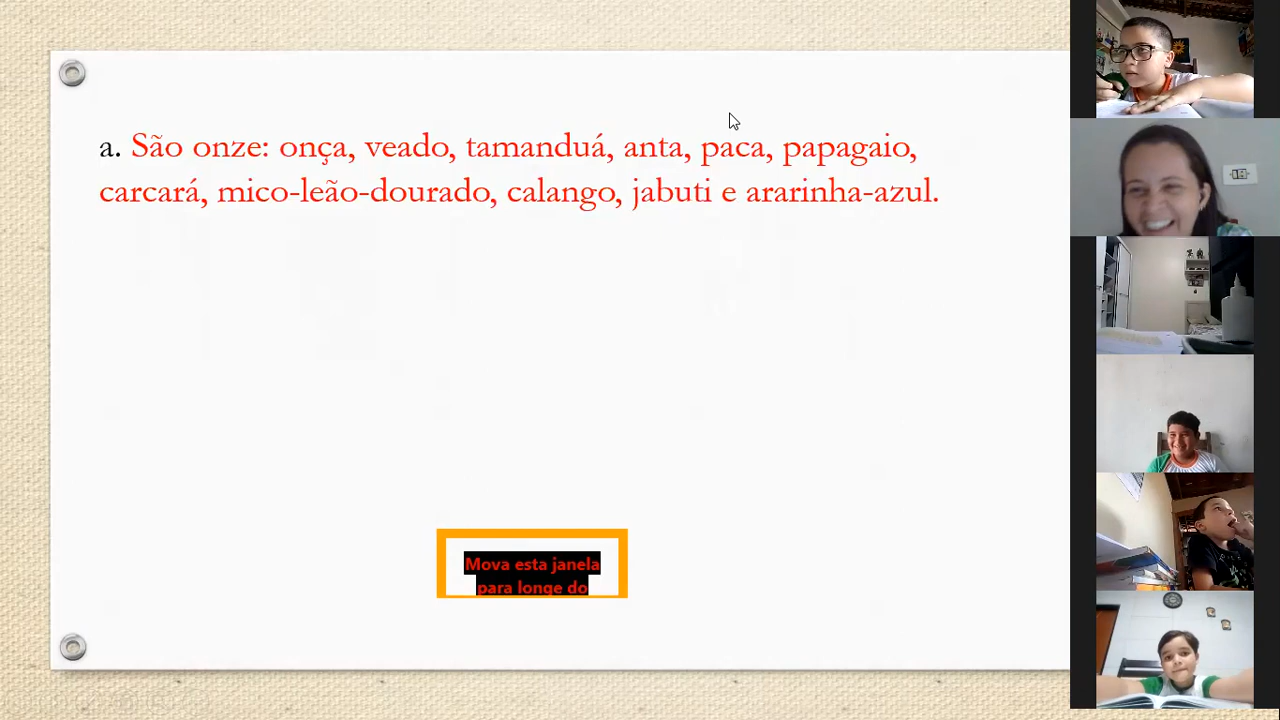 a. São onze: onça, veado, tamanduá, anta, paca, papagaio,
carcará, mico-leão-dourado, calango, jabuti e ararinha-azul.
Mova esta janela
para longe do